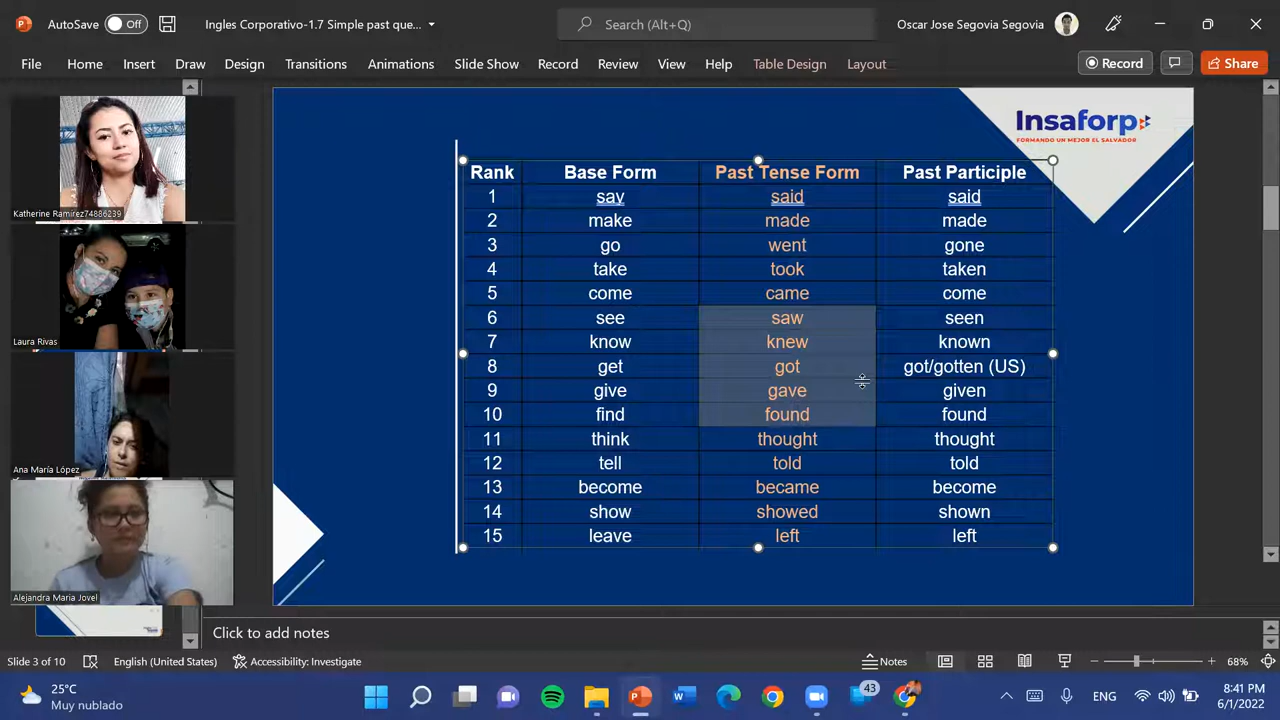 AutoSave Off Ingles Corporativo-1.7 Simple past que... Search (Alt+Q) Oscar Jose Segovia Segovia
File Home Insert Draw Design Transitions Animations Slide Show Record Review View Help Table Design Layout Record Share
Katherine Ramirez74886239
Laura Rivas
Ana María López
Alejandra Maria Jovel
Insaforp
FORMANDO UN MEJOR EL SALVADOR
Rank Base Form Past Tense Form Past Participle
1 say said said
2 make made made
3 go went gone
4 take took taken
5 come came come
6 see saw seen
7 know knew known
8 get got got/gotten (US)
9 give gave given
10 find found found
11 think thought thought
12 tell told told
13 become became become
14 show showed shown
15 leave left left
Click to add notes
Slide 3 of 10 English (United States) Accessibility: Investigate Notes 68%
25°C
Muy nublado
43
ENG
8:41 PM
6/1/2022